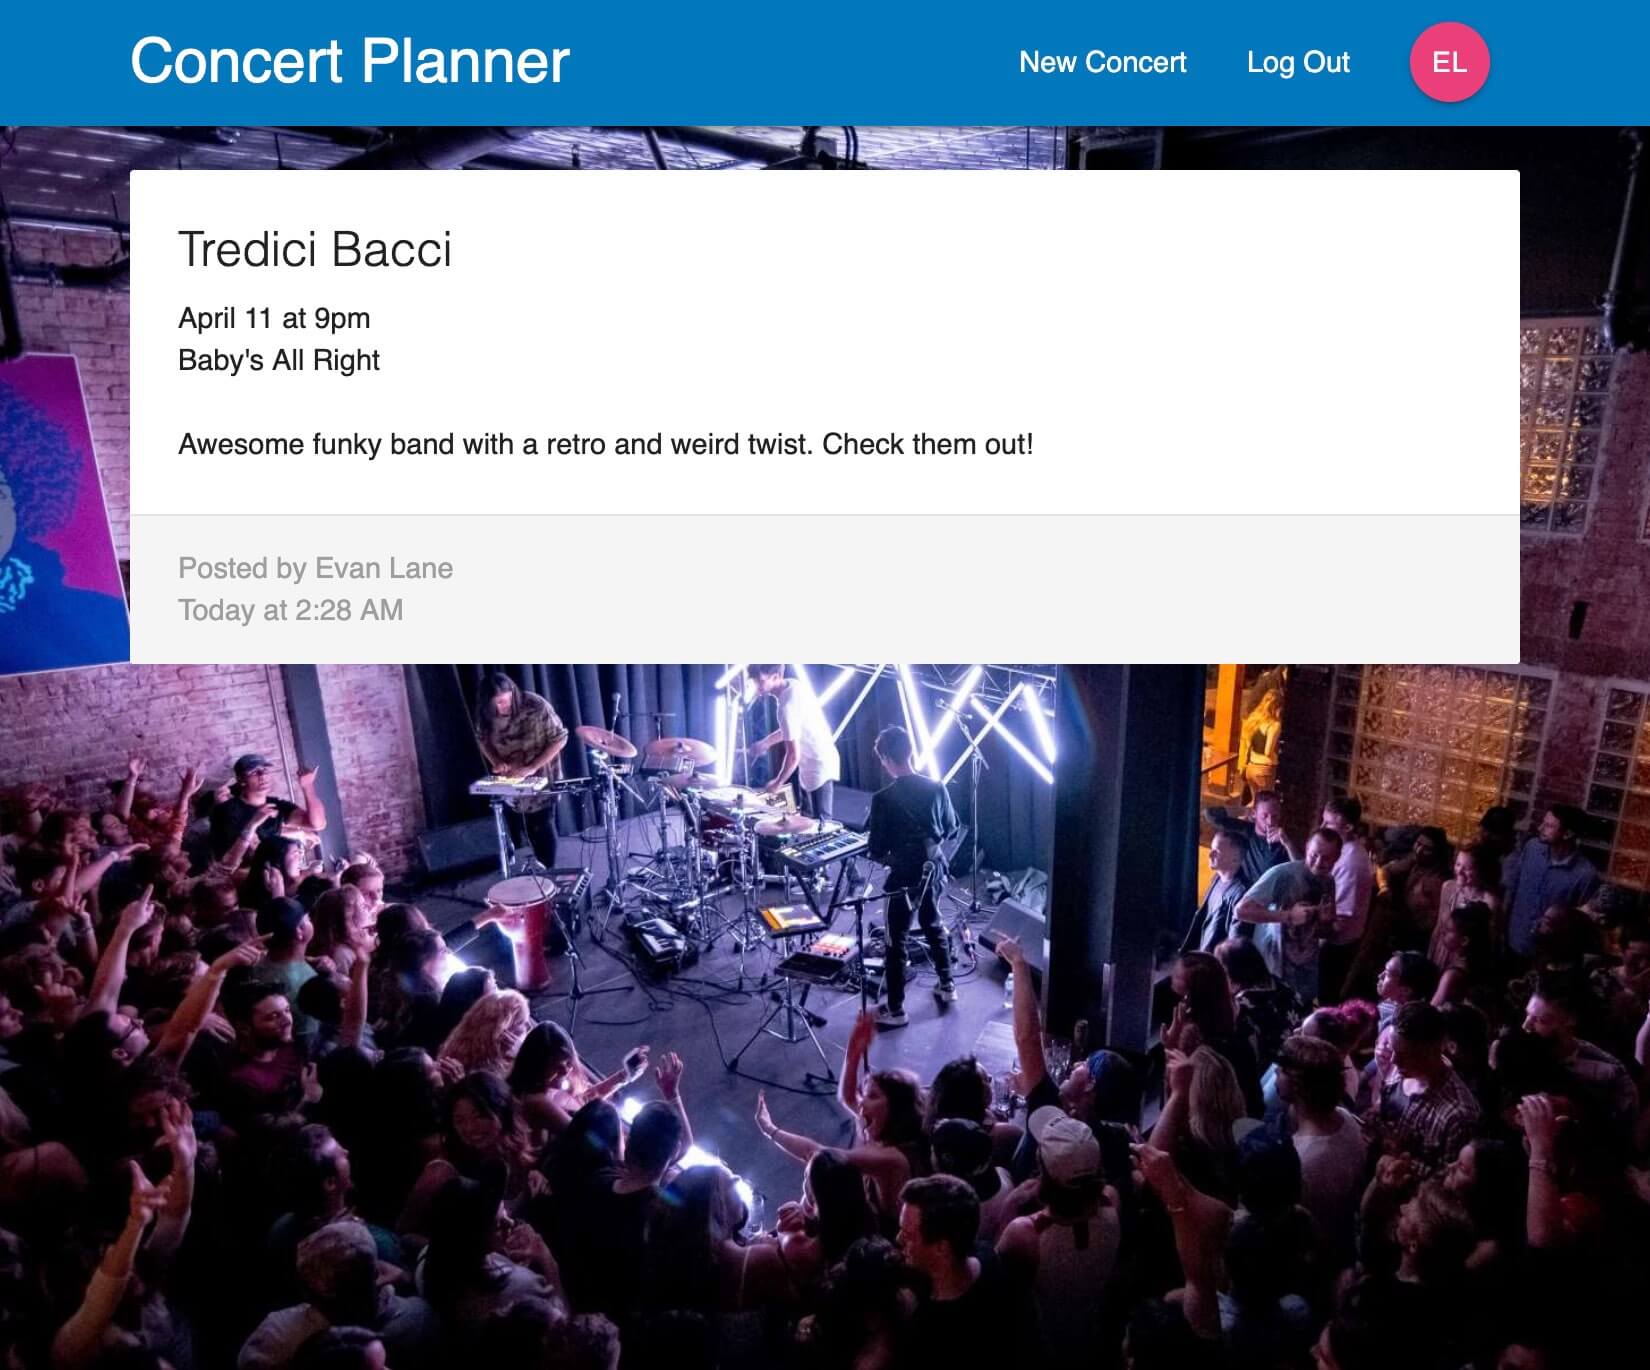 Concert Planner
New Concert
Log Out
EL
Tredici Bacci
April 11 at 9pm
Baby's All Right
Awesome funky band with a retro and weird twist. Check them out!
Posted by Evan Lane
Today at 2:28 AM